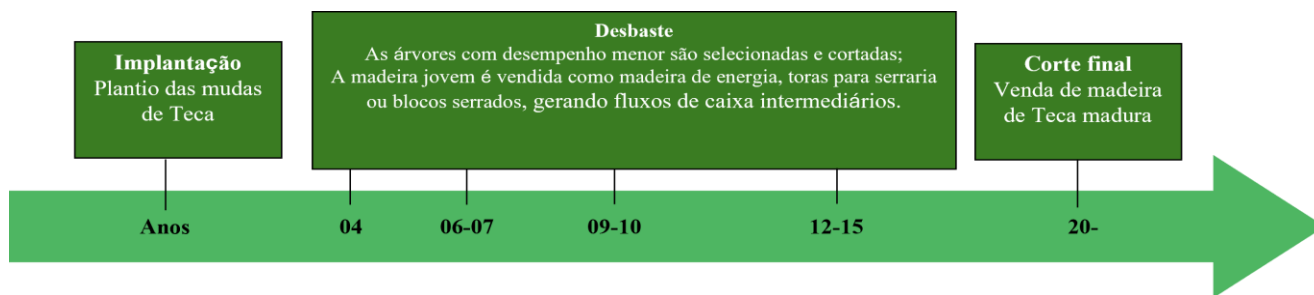 Implantação
Plantio das mudas
de Teca
Desbaste
As árvores com desempenho menor são selecionadas e cortadas;
A madeira jovem é vendida como madeira de energia, toras para serraria
ou blocos serrados, gerando fluxos de caixa intermediários.
Corte final
Venda de madeira
de Teca madura
Anos
04
06-07
09-10
12-15
20-